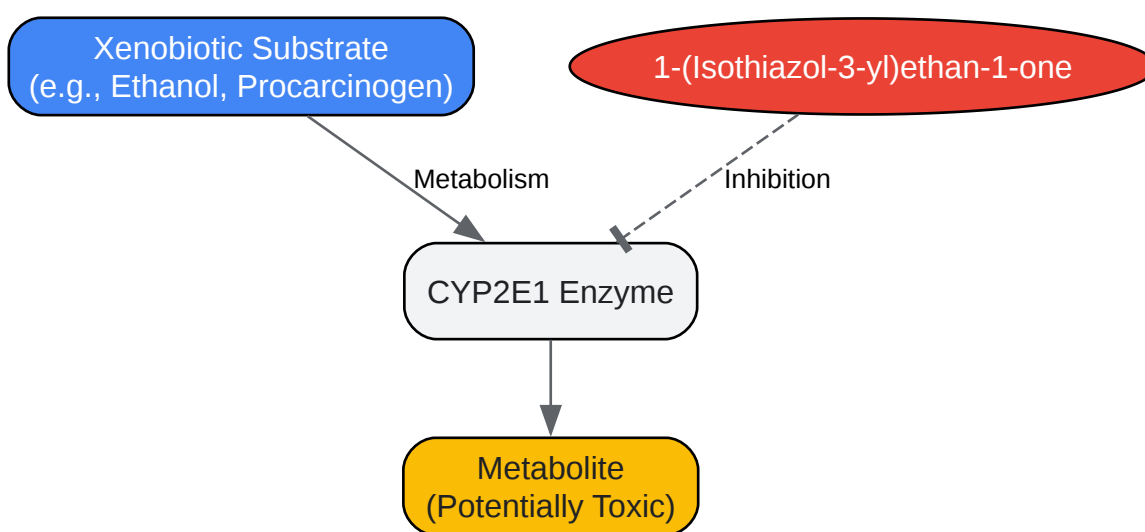 Xenobiotic Substrate
(e.g., Ethanol, Procarcinogen)
1-(Isothiazol-3-yl)ethan-1-one
Metabolism
Inhibition
CYP2E1 Enzyme
Metabolite
(Potentially Toxic)